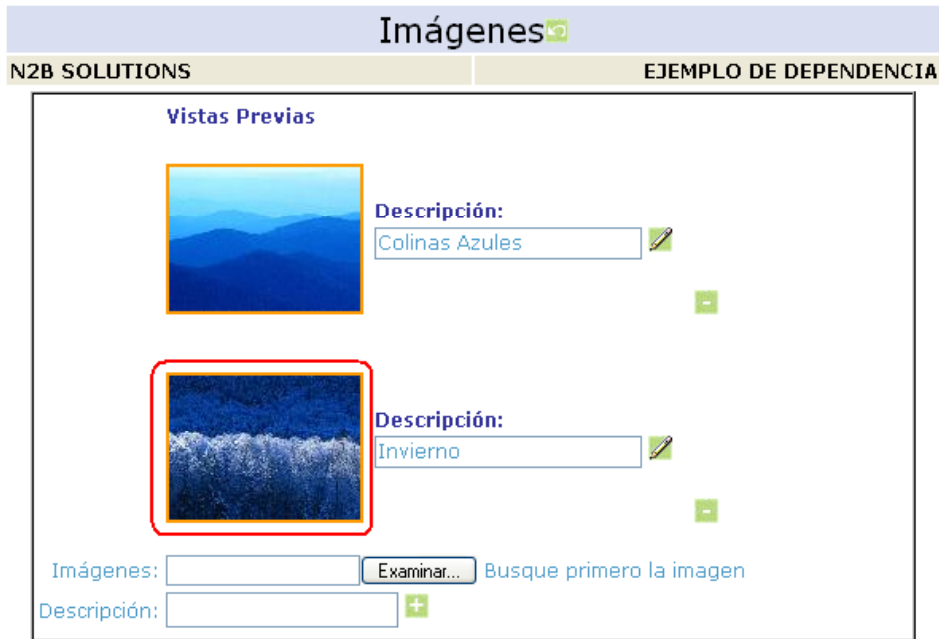 Imágenes
N2B SOLUTIONS EJEMPLO DE DEPENDENCIA
Vistas Previas
Descripción:
Colinas Azules
Descripción:
Invierno
Imágenes: Examinar... Busque primero la imagen
Descripción: